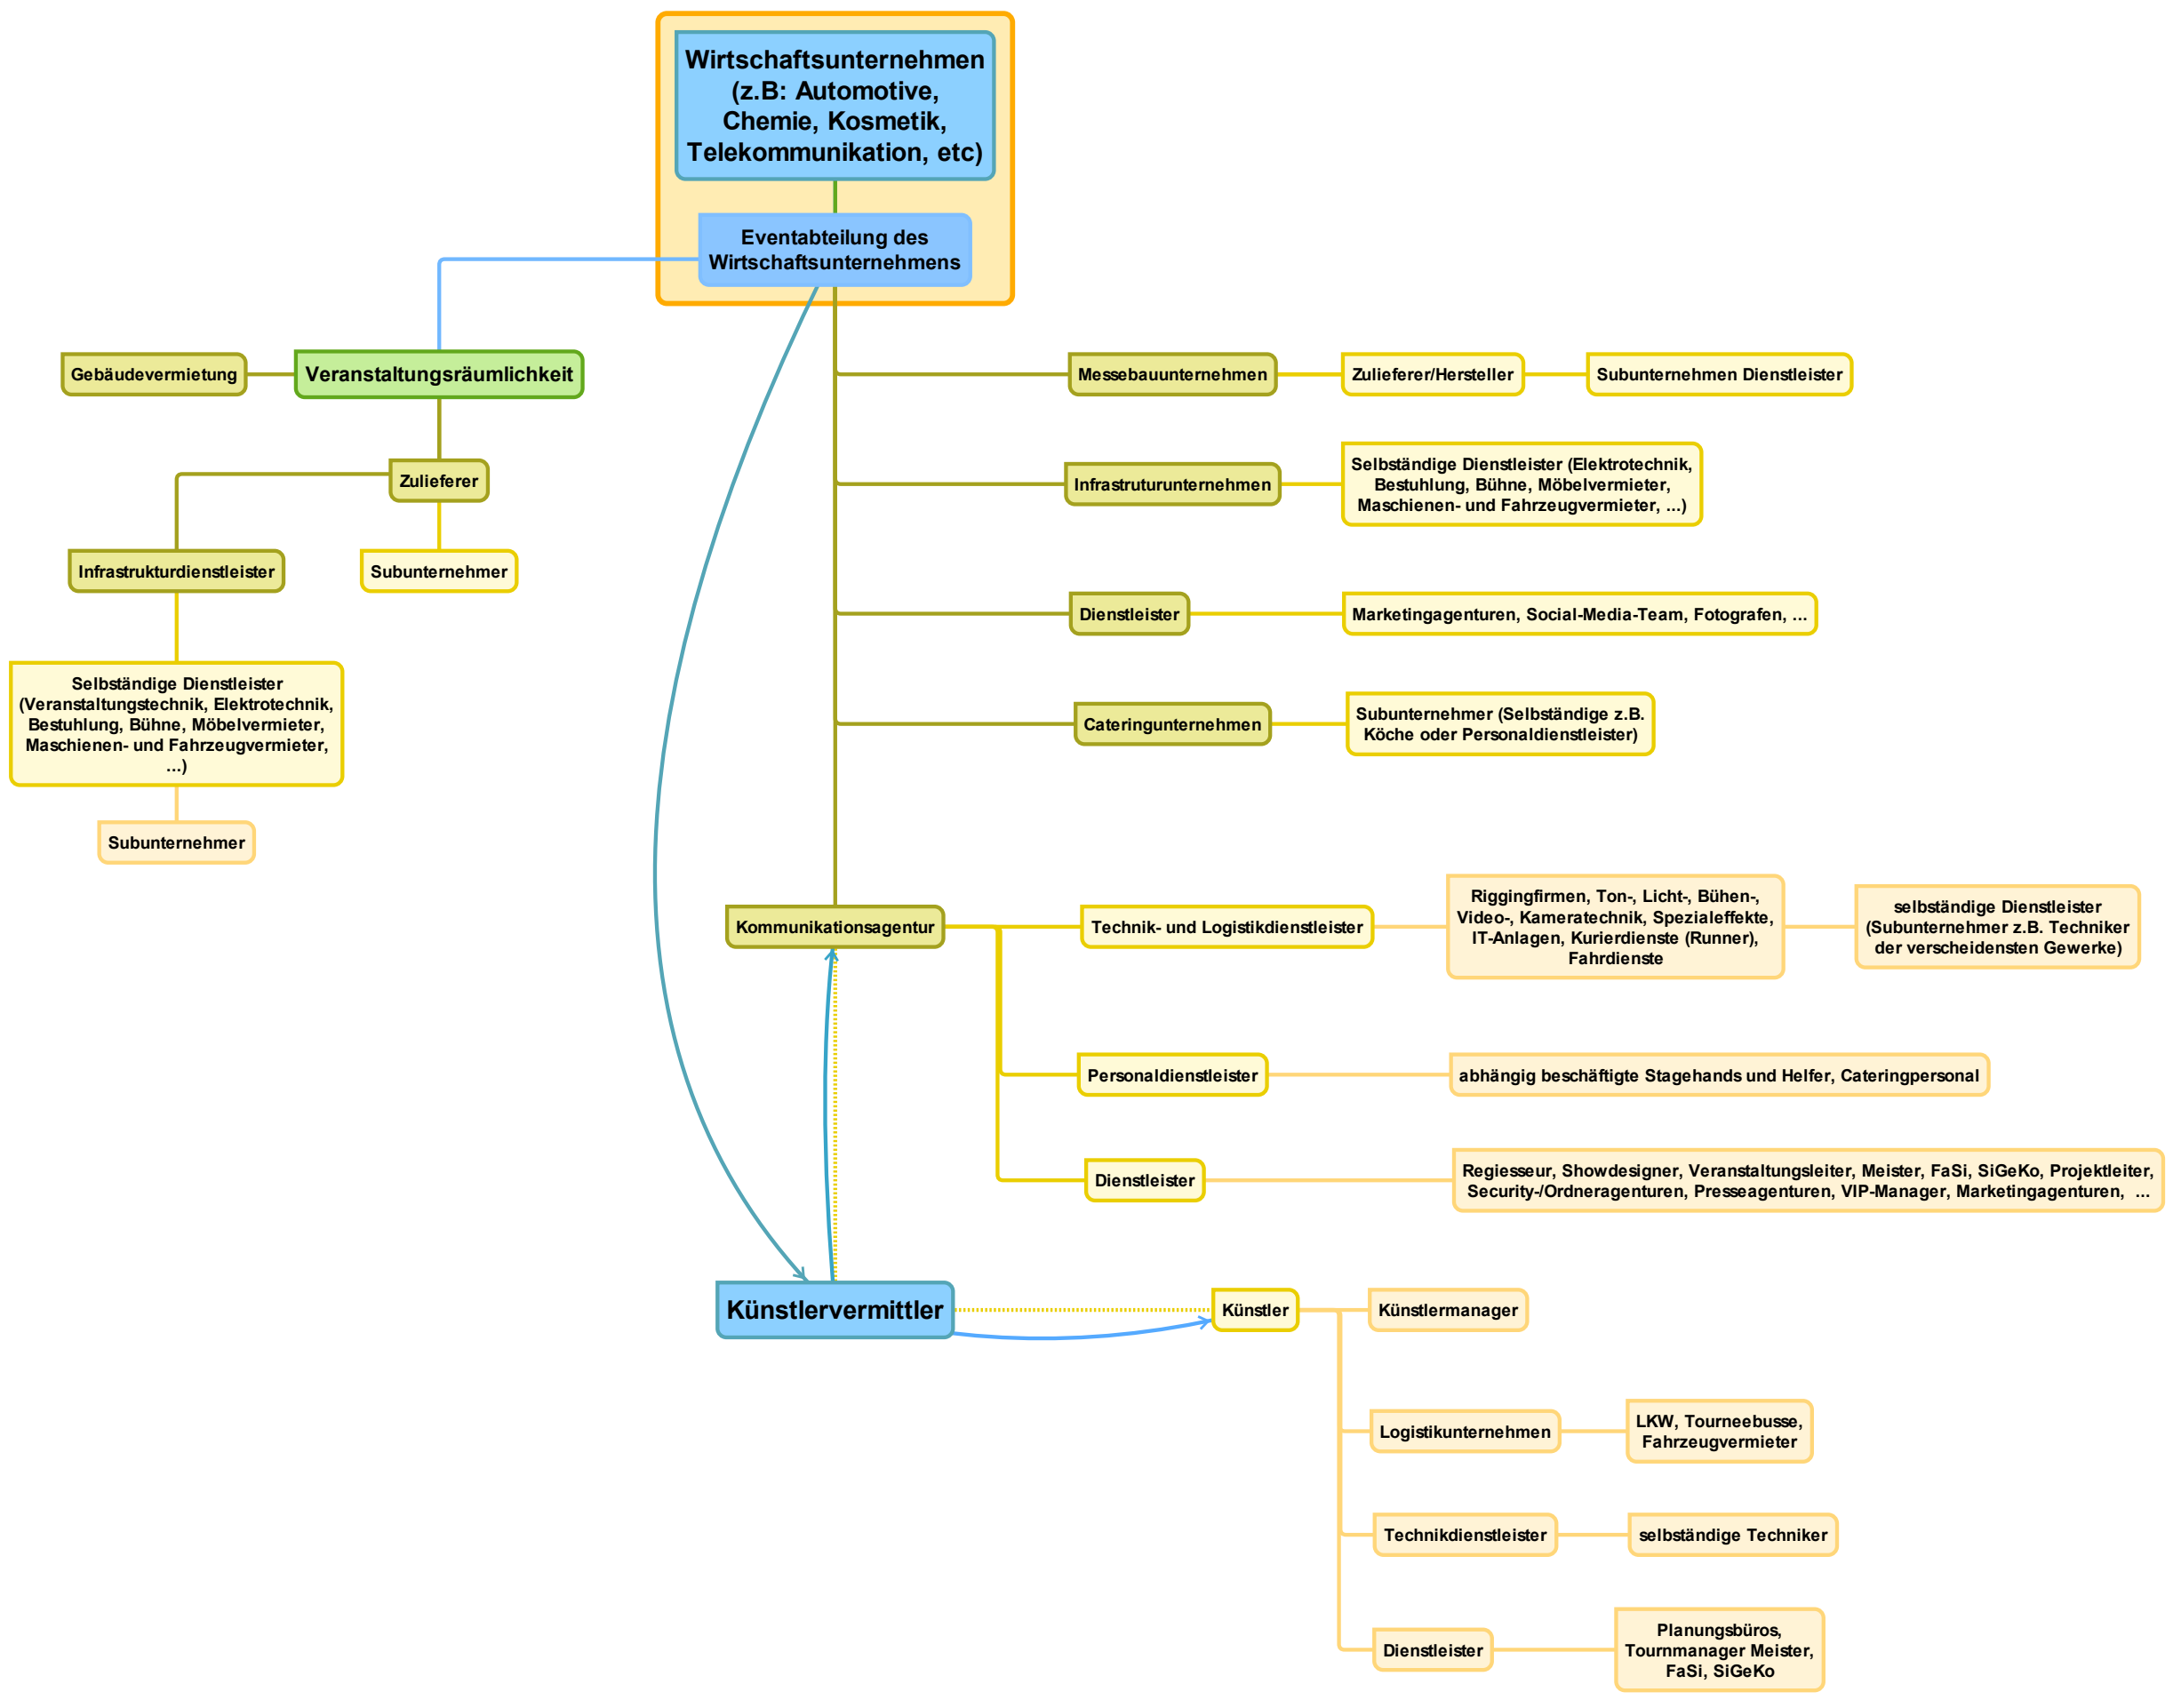 Wirtschaftsunternehmen
(z.B: Automotive,
Chemie, Kosmetik,
Telekommunikation, etc)
Eventabteilung des
Wirtschaftsunternehmens
Gebäudevermietung
Veranstaltungsräumlichkeit
Zulieferer
Infrastrukturdienstleister
Subunternehmer
Selbständige Dienstleister
(Veranstaltungstechnik, Elektrotechnik,
Bestuhlung, Bühne, Möbelvermieter,
Maschienen- und Fahrzeugvermieter,
...)
Subunternehmer
Messebauunternehmen
Zulieferer/Hersteller
Subunternehmen Dienstleister
Infrastruturunternehmen
Selbständige Dienstleister (Elektrotechnik,
Bestuhlung, Bühne, Möbelvermieter,
Maschienen- und Fahrzeugvermieter, ...)
Dienstleister
Marketingagenturen, Social-Media-Team, Fotografen, ...
Cateringunternehmen
Subunternehmer (Selbständige z.B.
Köche oder Personaldienstleister)
Kommunikationsagentur
Technik- und Logistikdienstleister
Riggingfirmen, Ton-, Licht-, Bühen-,
Video-, Kameratechnik, Spezialeffekte,
IT-Anlagen, Kurierdienste (Runner),
Fahrdienste
selbständige Dienstleister
(Subunternehmer z.B. Techniker
der verscheidensten Gewerke)
Personaldienstleister
abhängig beschäftigte Stagehands und Helfer, Cateringpersonal
Dienstleister
Regiesseur, Showdesigner, Veranstaltungsleiter, Meister, FaSi, SiGeKo, Projektleiter,
Security-/Ordneragenturen, Presseagenturen, VIP-Manager, Marketingagenturen, ...
Künstlervermittler
Künstler
Künstlermanager
Logistikunternehmen
LKW, Tourneebusse,
Fahrzeugvermieter
Technikdienstleister
selbständige Techniker
Dienstleister
Planungsbüros,
Tournmanager Meister,
FaSi, SiGeKo